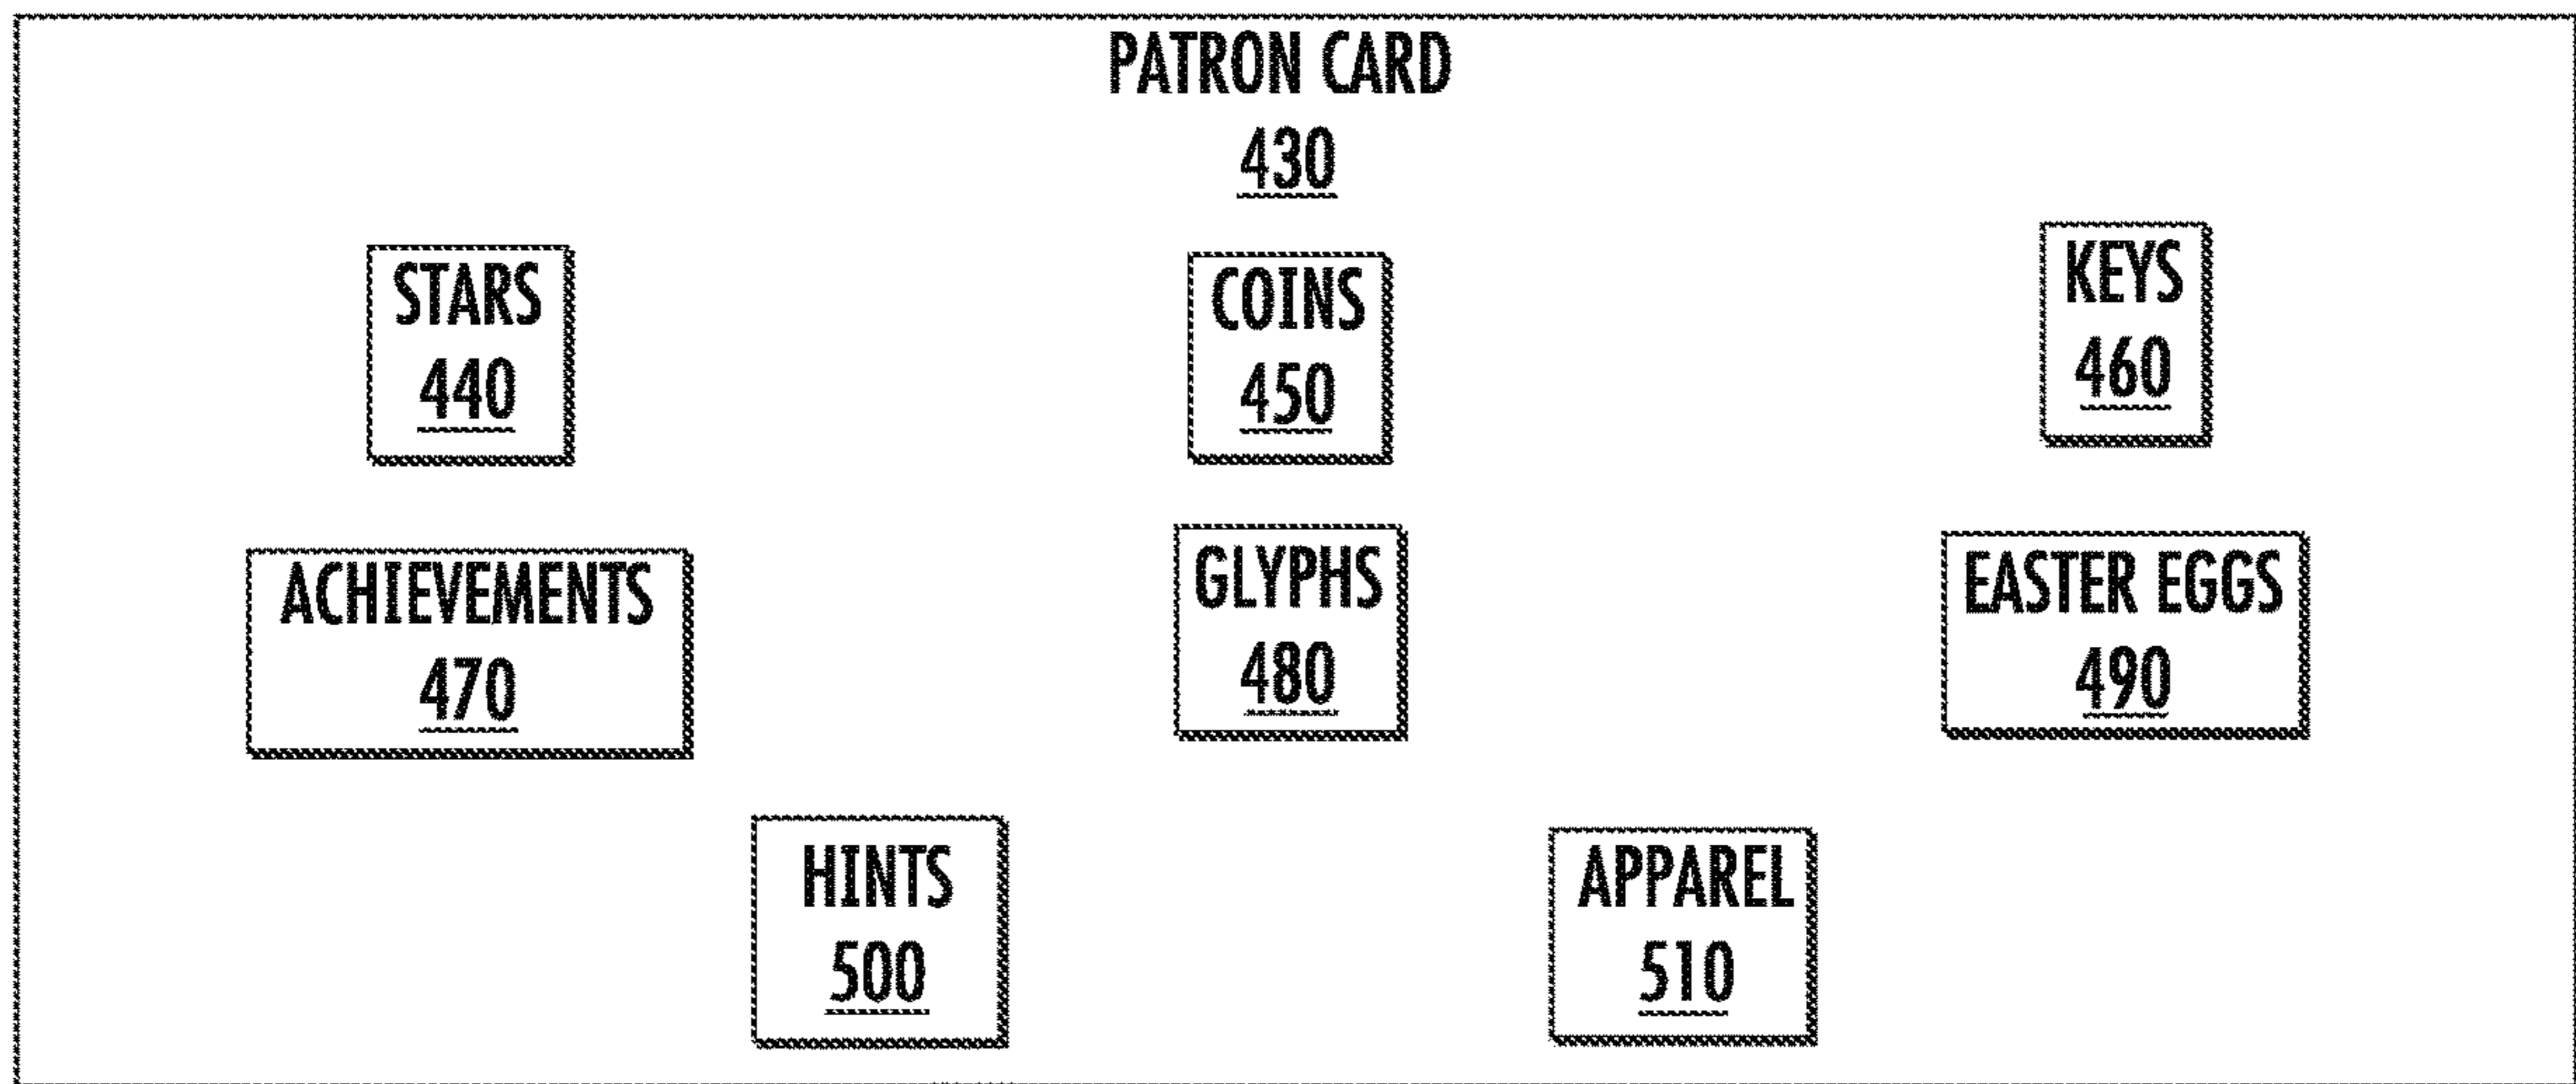 PATRON CARD
430
STARS
440
COINS
450
KEYS
460
ACHIEVEMENTS
470
GLYPHS
480
EASTER EGGS
490
HINTS
500
APPAREL
510